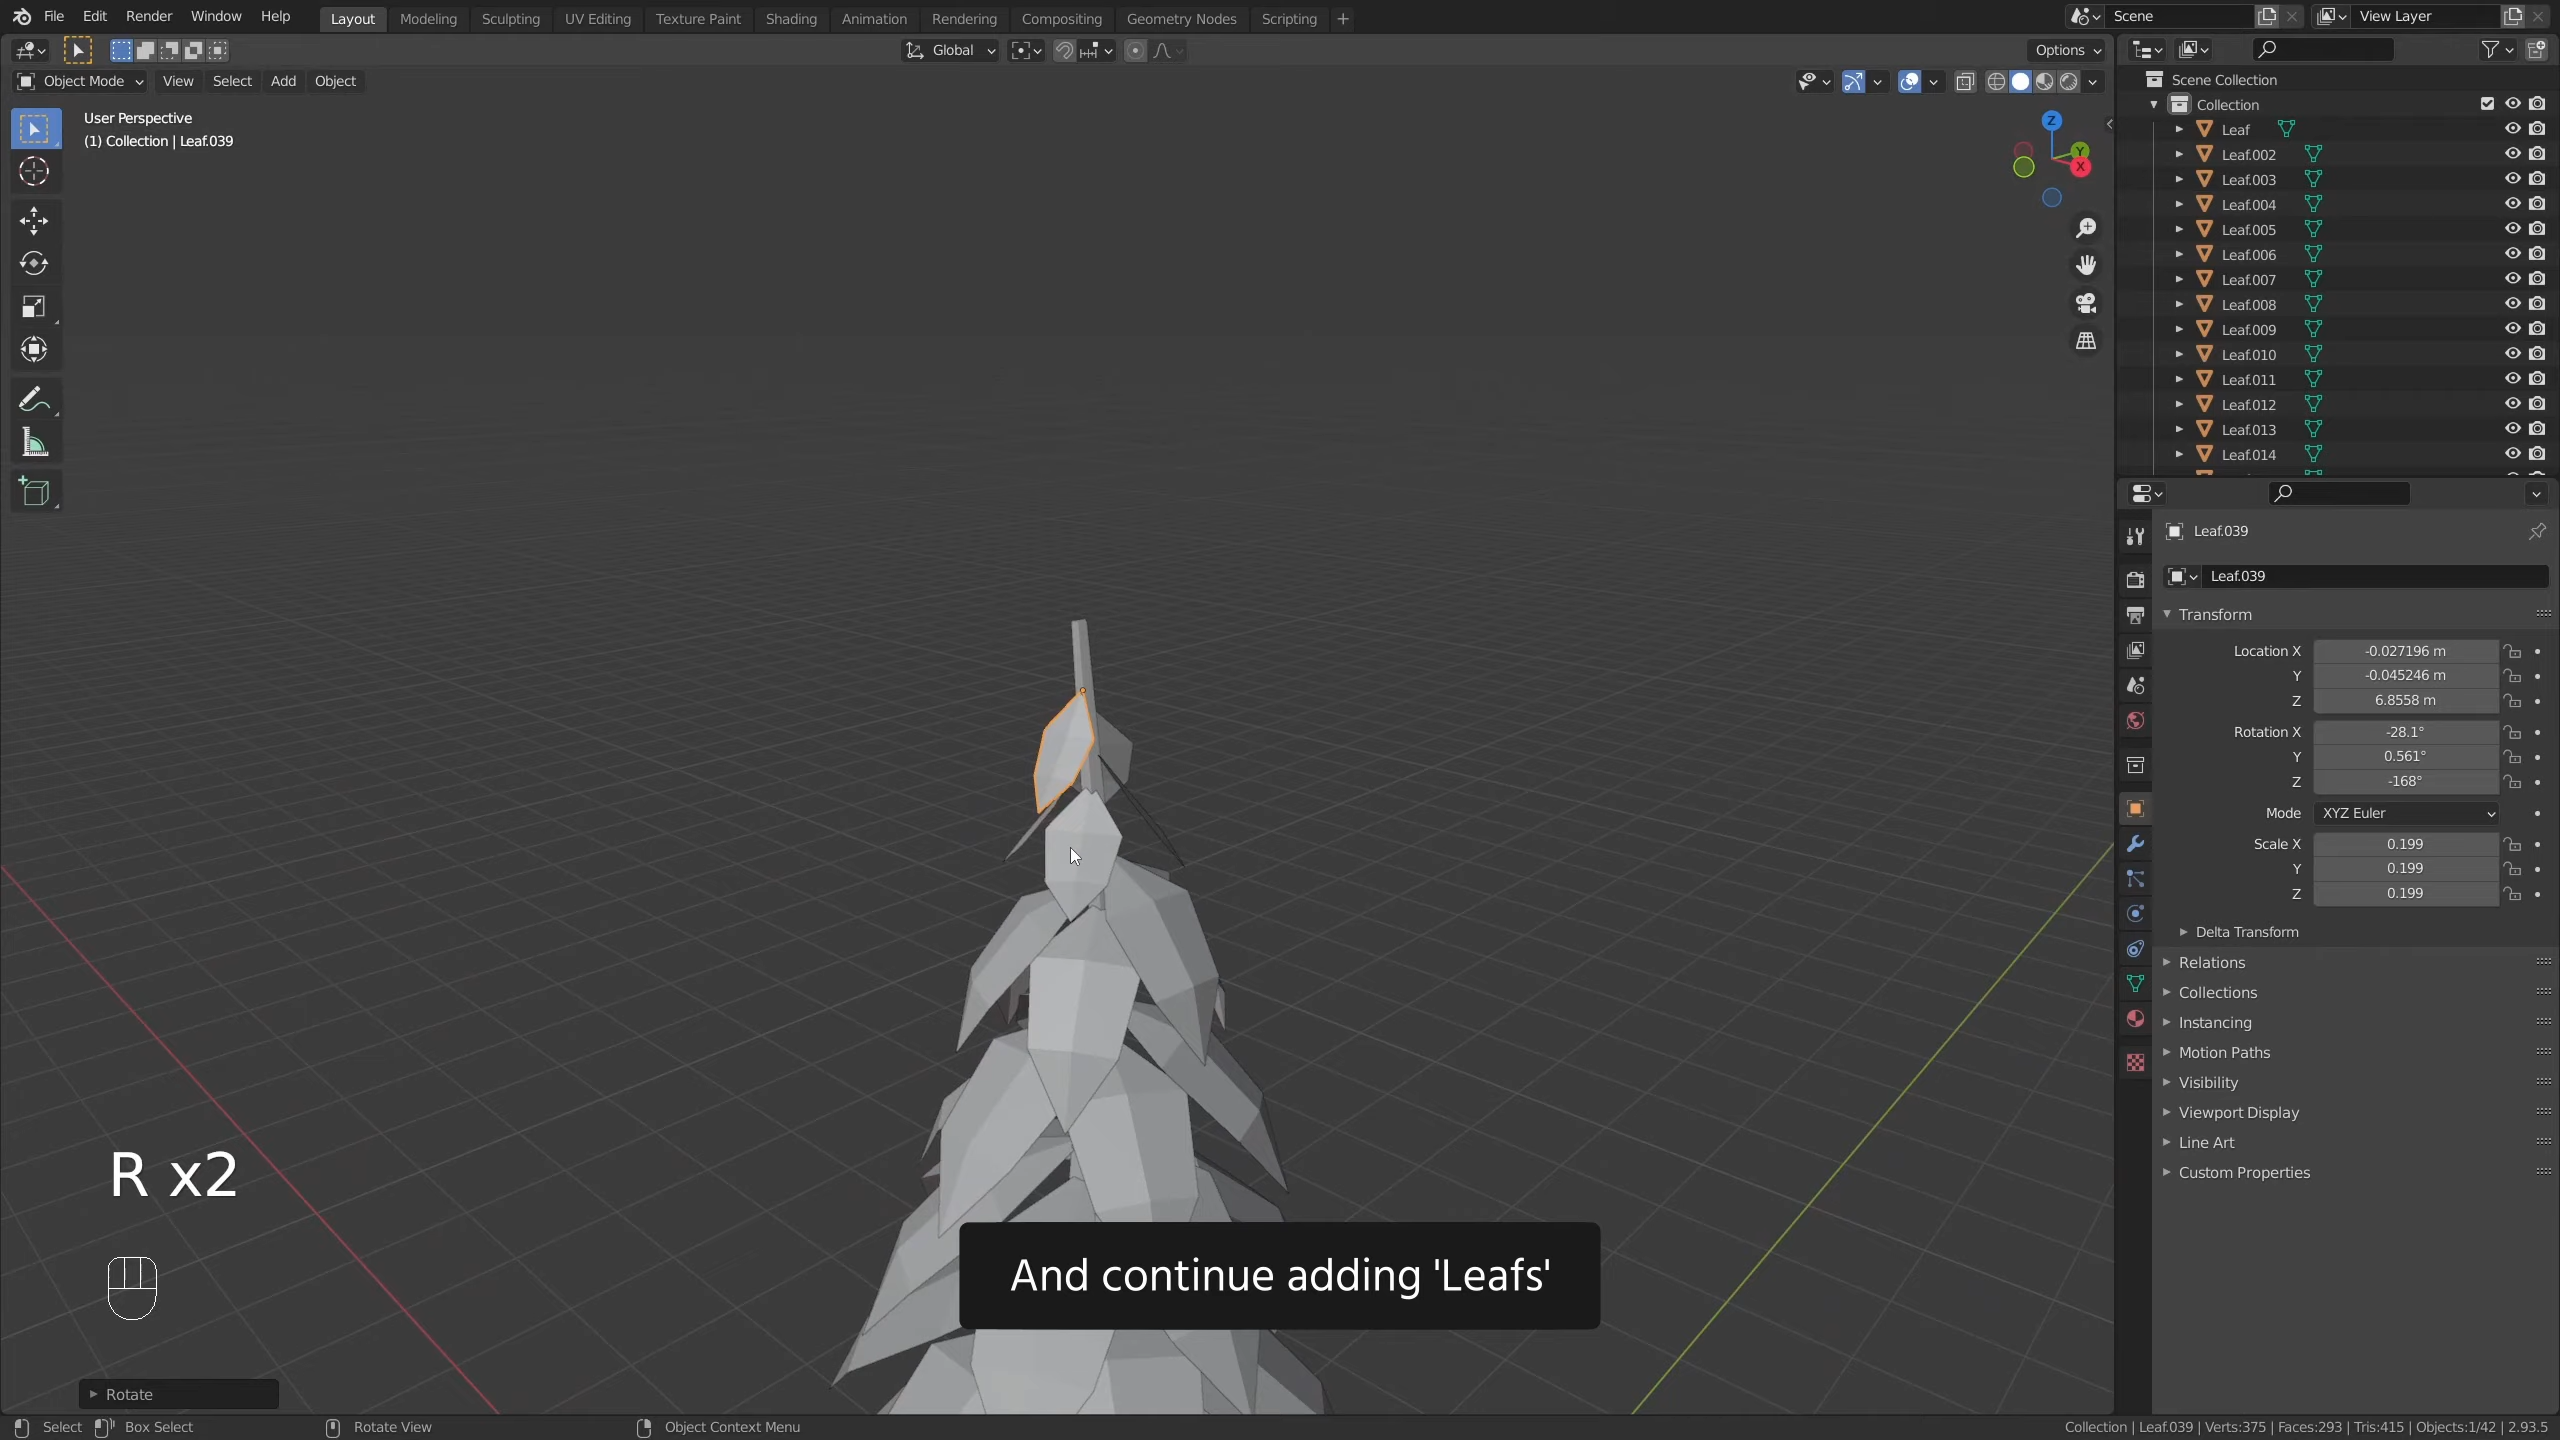 File Edit Render Window Help Layout Modeling Sculpting UV Editing Texture Paint Shading Animation Rendering Compositing Geometry Nodes Scripting + Scene View Layer
Global Options
Object Mode View Select Add Object
User Perspective
(1) Collection | Leaf.039
Z
Y
X
Scene Collection
Collection
Leaf
Leaf.002
Leaf.003
Leaf.004
Leaf.005
Leaf.006
Leaf.007
Leaf.008
Leaf.009
Leaf.010
Leaf.011
Leaf.012
Leaf.013
Leaf.014
Leaf.039
Leaf.039
Transform
Location X -0.027196 m
Y -0.045246 m
Z 6.8558 m
Rotation X -28.1°
Y 0.561°
Z -168°
Mode XYZ Euler
Scale X 0.199
Y 0.199
Z 0.199
Delta Transform
Relations
Collections
Instancing
Motion Paths
Visibility
Viewport Display
Line Art
Custom Properties
R x2
And continue adding 'Leafs'
Rotate
Select Box Select Rotate View Object Context Menu Collection | Leaf.039 | Verts:375 | Faces:293 | Tris:415 | Objects:1/42 | 2.93.5